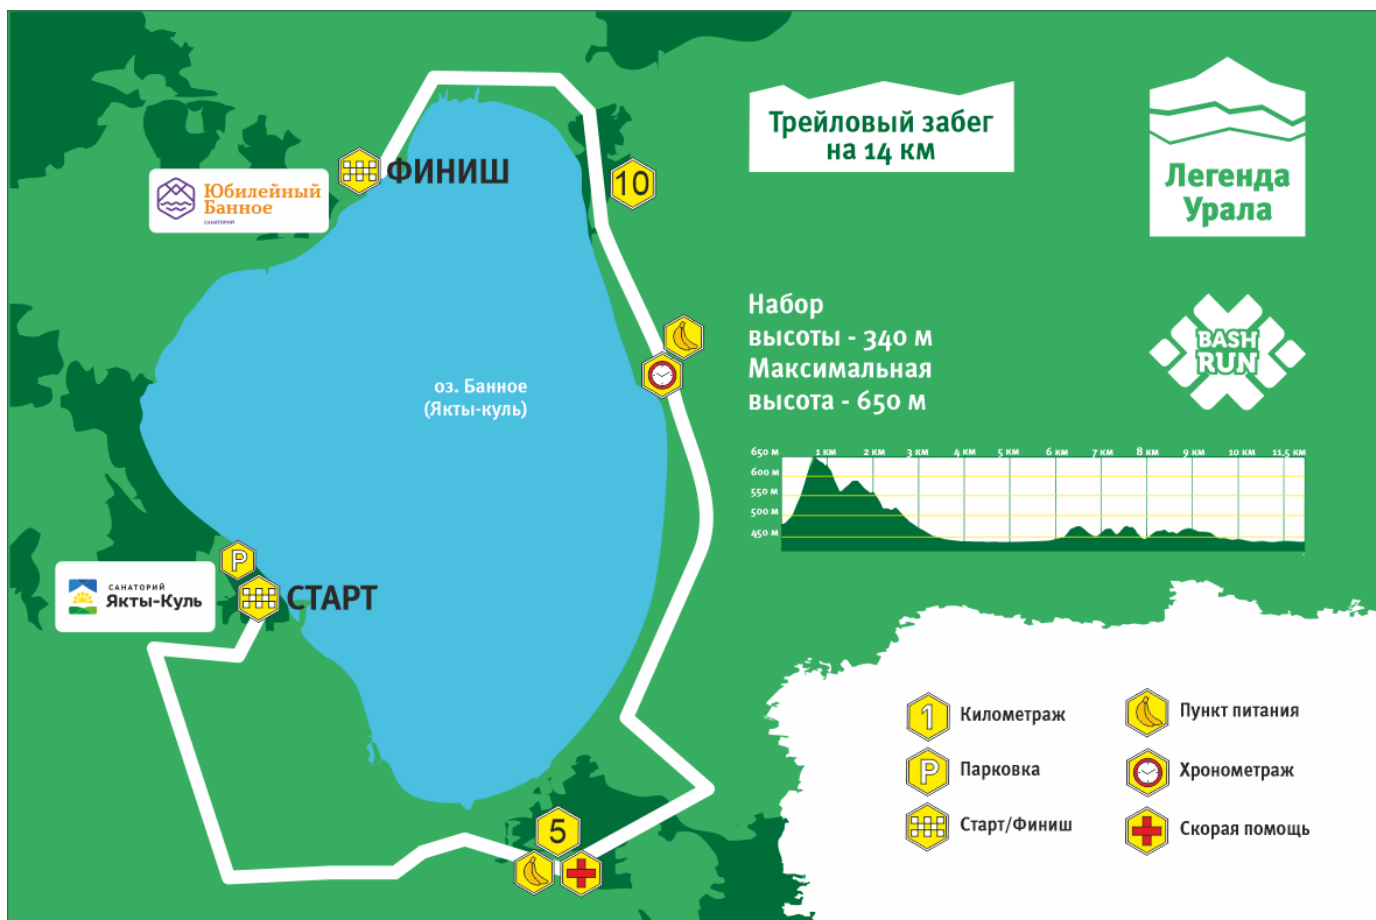 Трейловый забег
на 14 км
Легенда
Урала
ФИНИШ
Юбилейный
Банное
САНАТОРИЙ
10
Набор
высоты - 340 м
Максимальная
высота - 650 м
BASH
RUN
оз. Банное
(Якты-куль)
650 м
1 км
2 км
3 км
4 км
5 км
6 км
7 км
8 км
9 км
10 км
11,5 км
600 м
550 м
500 м
450 м
P
САНАТОРИЙ
Якты-Куль
СТАРТ
5
1
Километраж
Пункт питания
P
Парковка
Хронометраж
Старт/Финиш
Скорая помощь